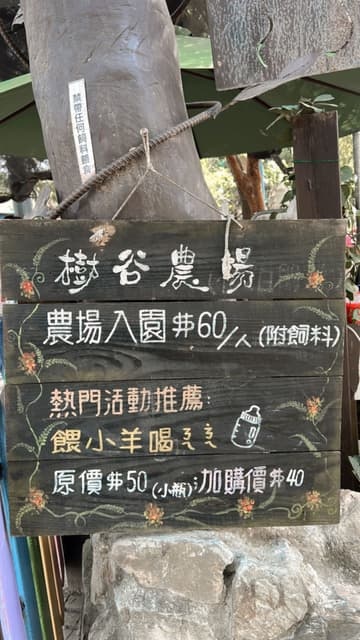 禁帶任何飼料餵食
樹谷農場
農場入園$60/人(附飼料)
熱門活動推薦:
餵小羊喝ㄋㄟㄋㄟ
原價$50(小瓶);加購價$40